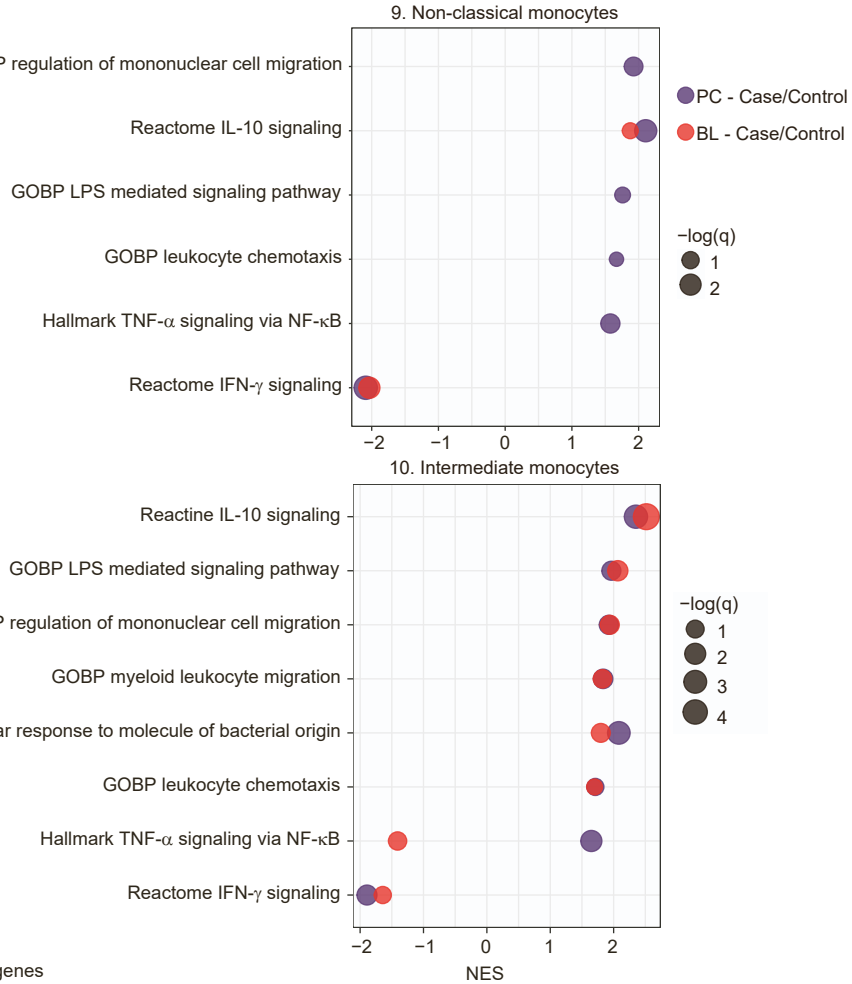 9. Non-classical monocytes
P regulation of mononuclear cell migration
Reactome IL-10 signaling
GOBP LPS mediated signaling pathway
GOBP leukocyte chemotaxis
Hallmark TNF-α signaling via NF-κB
Reactome IFN-γ signaling
−2 −1 0 1 2
PC - Case/Control
BL - Case/Control
−log(q)
1
2
10. Intermediate monocytes
Reactine IL-10 signaling
GOBP LPS mediated signaling pathway
P regulation of mononuclear cell migration
GOBP myeloid leukocyte migration
ar response to molecule of bacterial origin
GOBP leukocyte chemotaxis
Hallmark TNF-α signaling via NF-κB
Reactome IFN-γ signaling
−2 −1 0 1 2
NES
−log(q)
1
2
3
4
genes